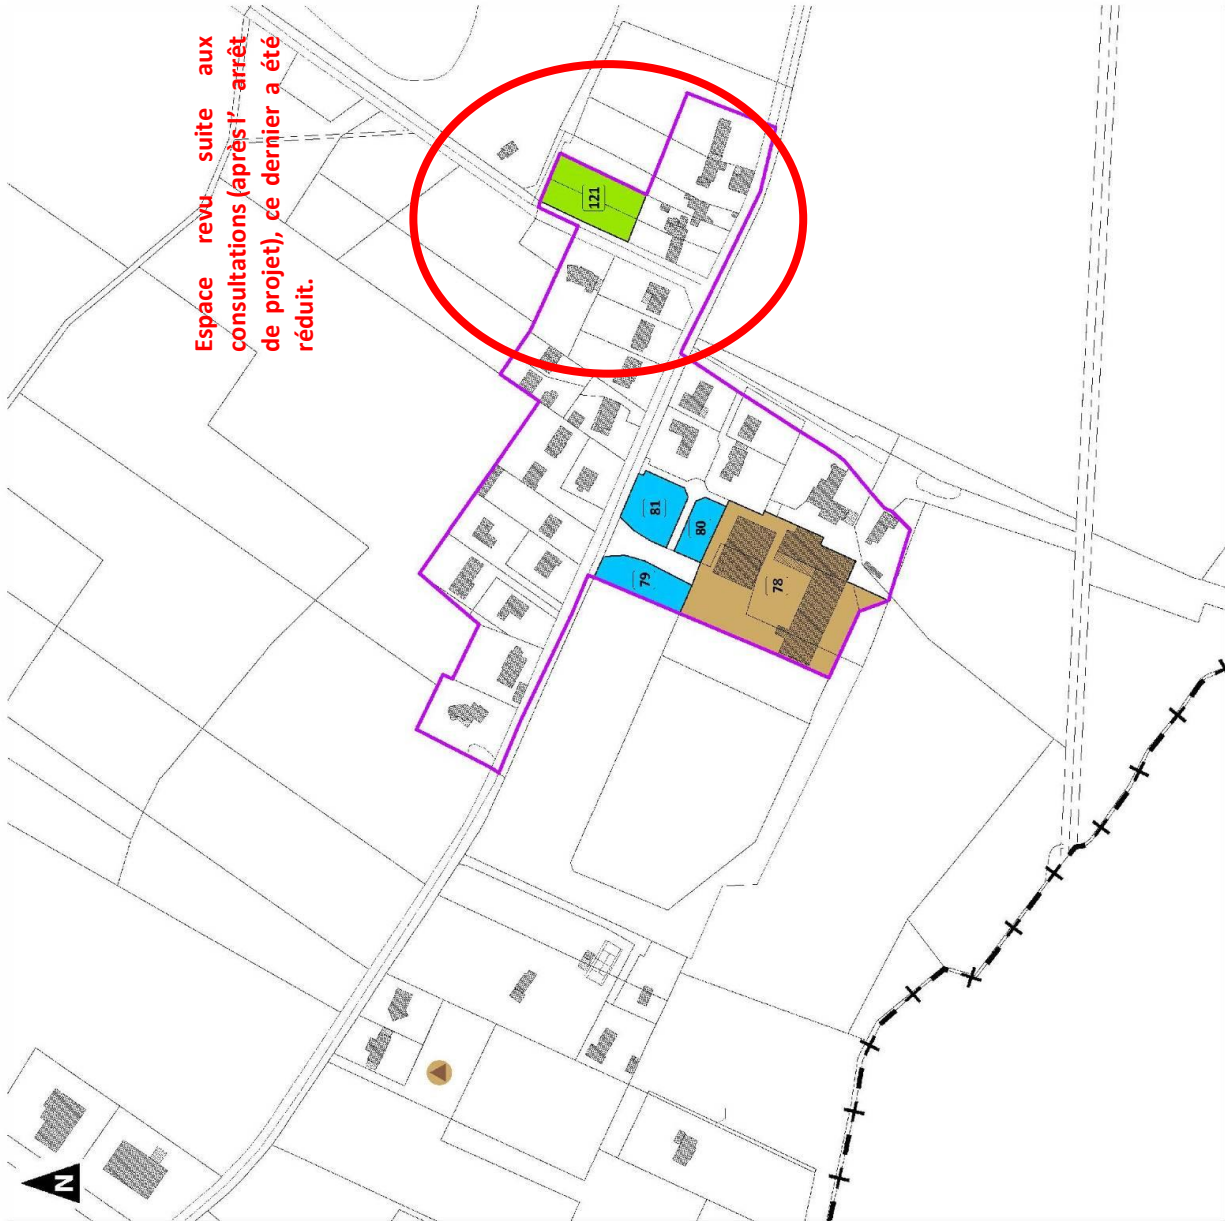 Espace revu suite aux
consultations (après l’ arrêt
de projet), ce dernier a été
réduit.
121
81
80
79
78
N